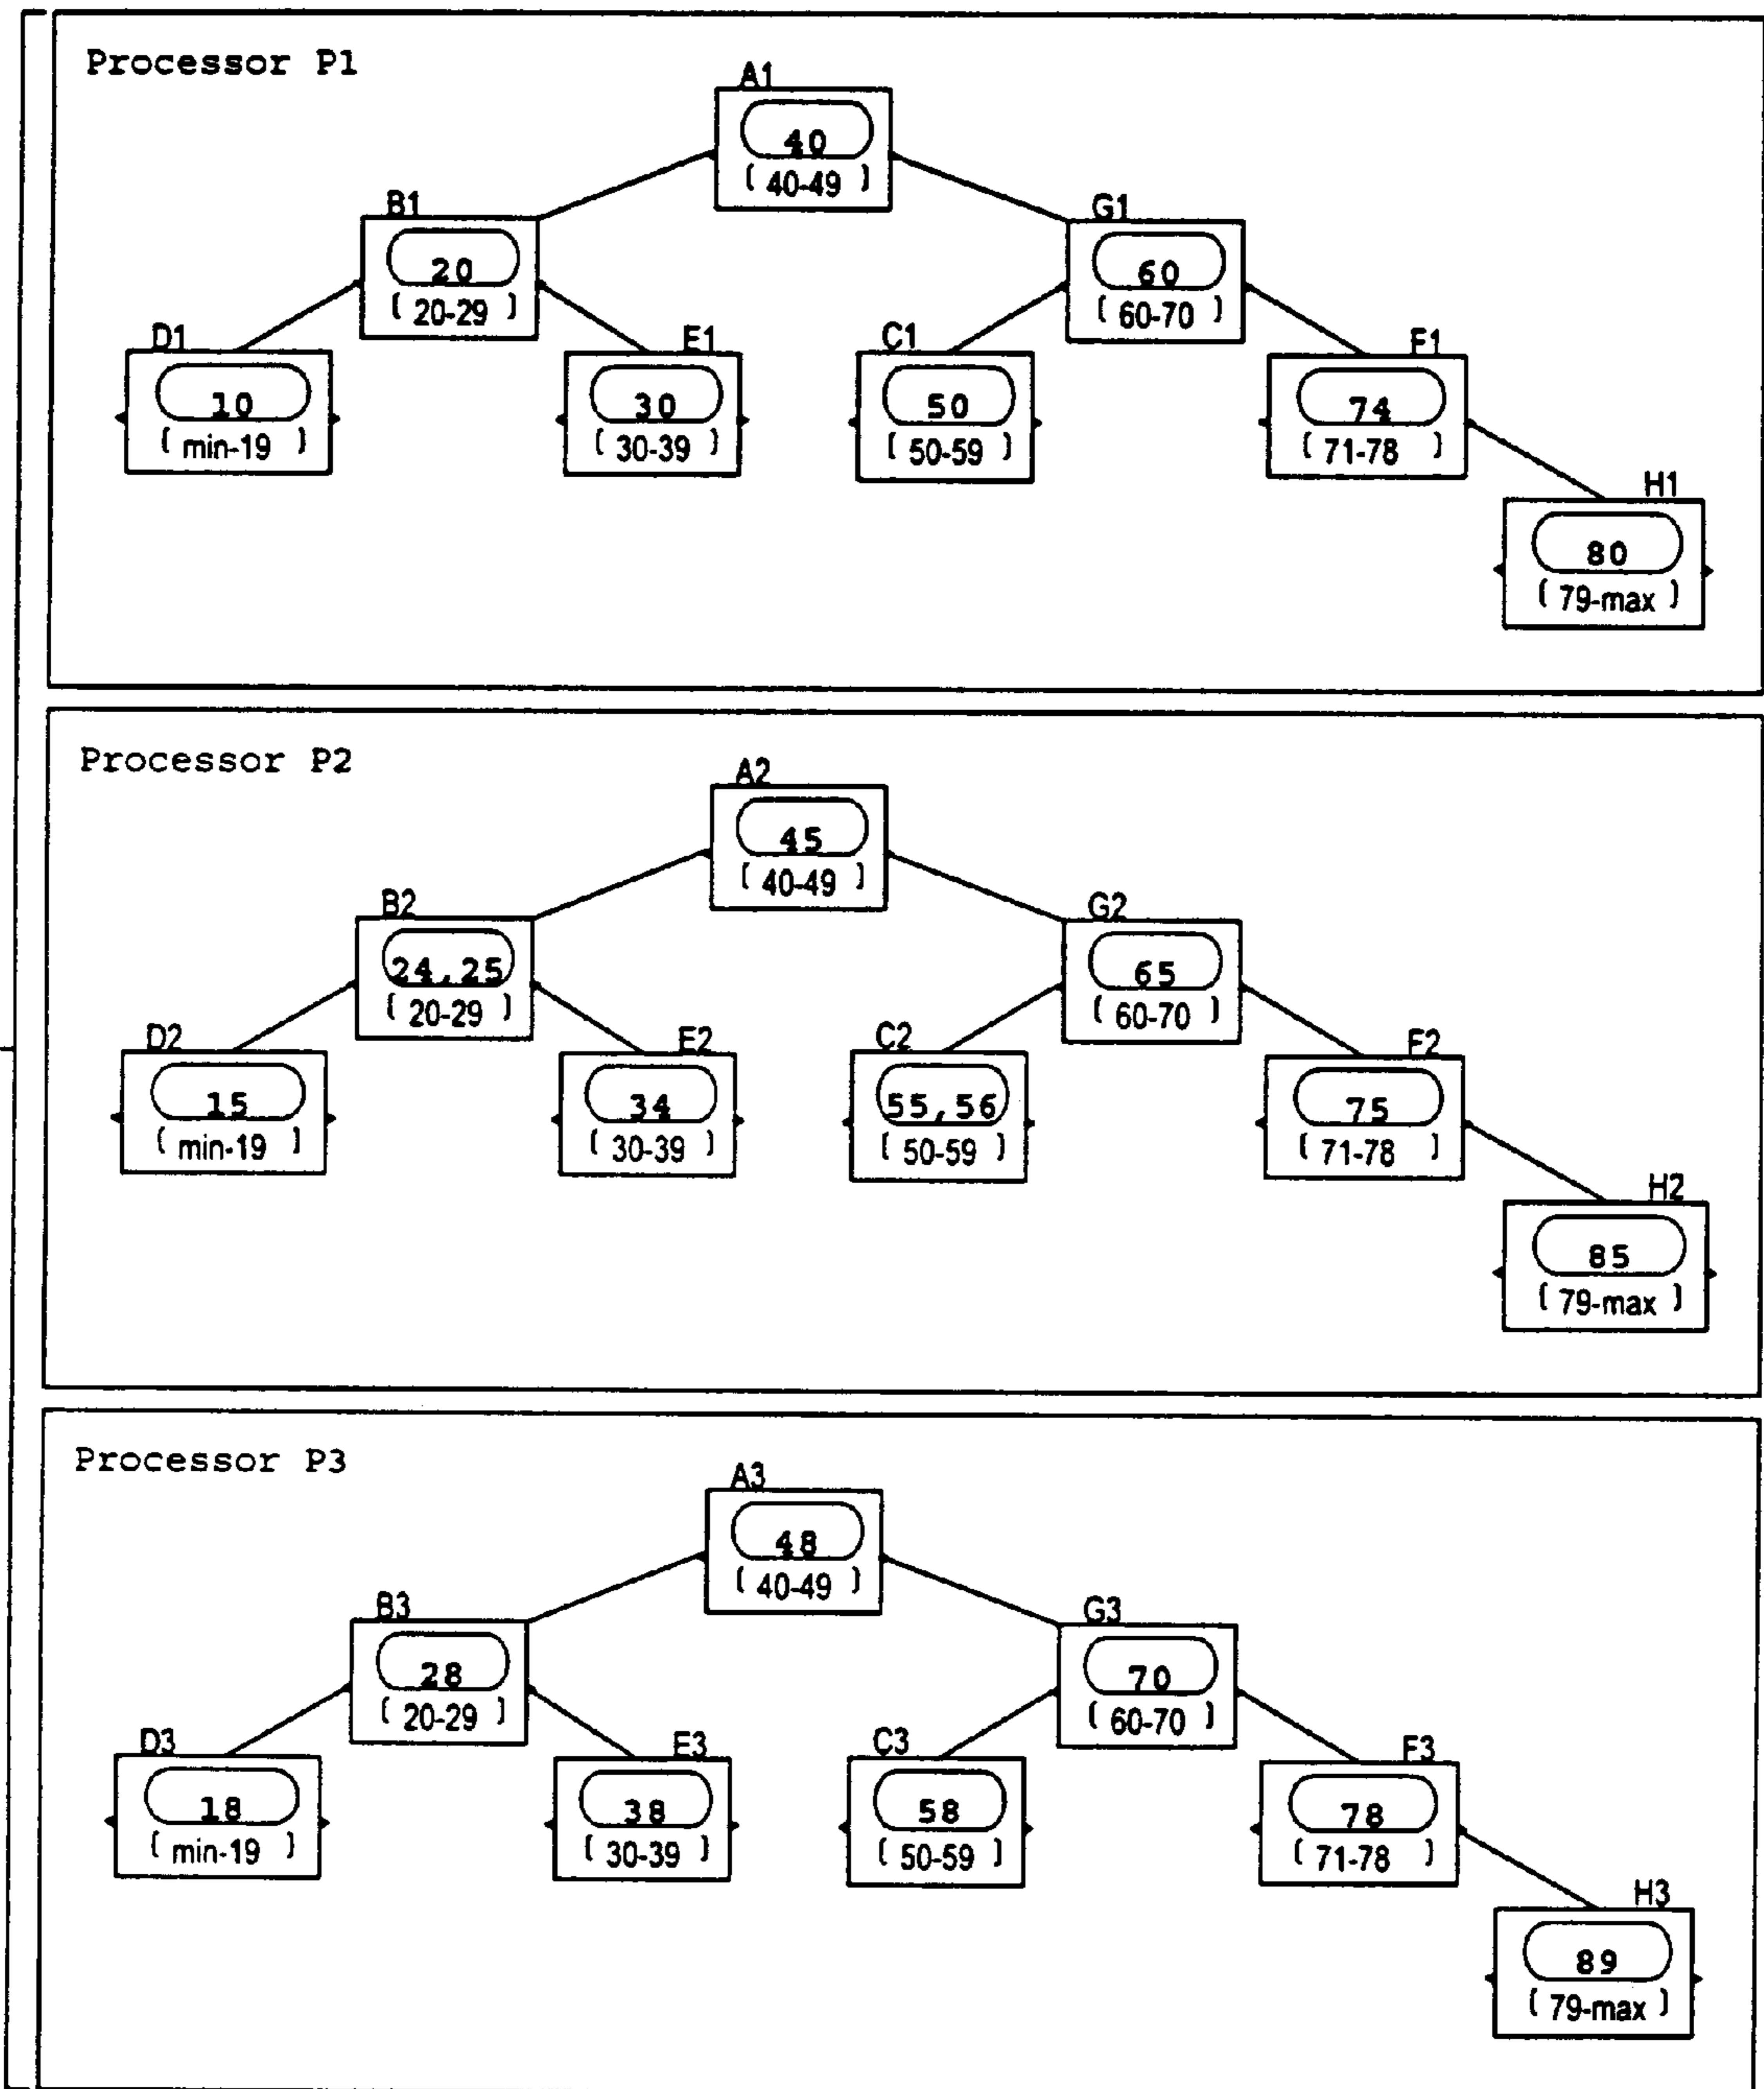 Processor P1
A1
40
[ 40-49 ]
B1
20
[ 20-29 ]
G1
60
[ 60-70 ]
D1
10
[ min-19 ]
E1
30
[ 30-39 ]
C1
50
[ 50-59 ]
F1
74
[ 71-78 ]
H1
80
[ 79-max ]
Processor P2
A2
45
[ 40-49 ]
B2
24,25
[ 20-29 ]
G2
65
[ 60-70 ]
D2
15
[ min-19 ]
E2
34
[ 30-39 ]
C2
55,56
[ 50-59 ]
F2
75
[ 71-78 ]
H2
85
[ 79-max ]
Processor P3
A3
48
[ 40-49 ]
B3
28
[ 20-29 ]
G3
70
[ 60-70 ]
D3
18
[ min-19 ]
E3
38
[ 30-39 ]
C3
58
[ 50-59 ]
F3
78
[ 71-78 ]
H3
89
[ 79-max ]